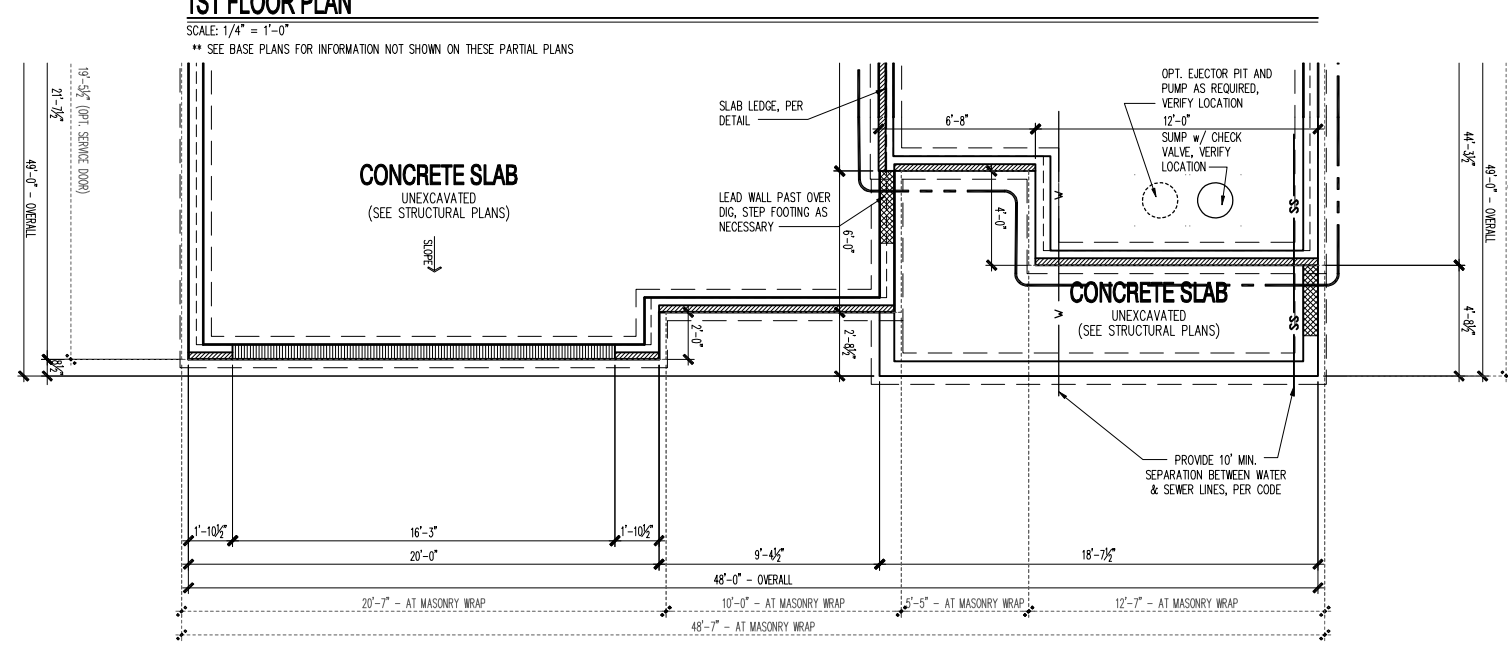 1ST FLOOR PLAN
SCALE: 1/4" = 1'-0"
** SEE BASE PLANS FOR INFORMATION NOT SHOWN ON THESE PARTIAL PLANS
49'-0" - OVERALL
21'-7½"
19'-5½" (OPT. SERVICE DOOR)
8½"
CONCRETE SLAB
UNEXCAVATED
(SEE STRUCTURAL PLANS)
SLOPE
SLAB LEDGE, PER
DETAIL
LEAD WALL PAST OVER
DIG, STEP FOOTING AS
NECESSARY
6'-0"
2'-0"
2'-8½"
6'-8"
12'-0"
4'-0"
OPT. EJECTOR PIT AND
PUMP AS REQUIRED,
VERIFY LOCATION
SUMP w/ CHECK
VALVE, VERIFY
LOCATION
W
SS
CONCRETE SLAB
UNEXCAVATED
(SEE STRUCTURAL PLANS)
W
SS
44'-3½"
4'-8½"
49'-0" - OVERALL
PROVIDE 10' MIN.
SEPARATION BETWEEN WATER
& SEWER LINES, PER CODE
1'-10½"
16'-3"
1'-10½"
20'-0"
9'-4½"
18'-7½"
48'-0" - OVERALL
20'-7" - AT MASONRY WRAP
10'-0" - AT MASONRY WRAP
5'-5" - AT MASONRY WRAP
12'-7" - AT MASONRY WRAP
48'-7" - AT MASONRY WRAP